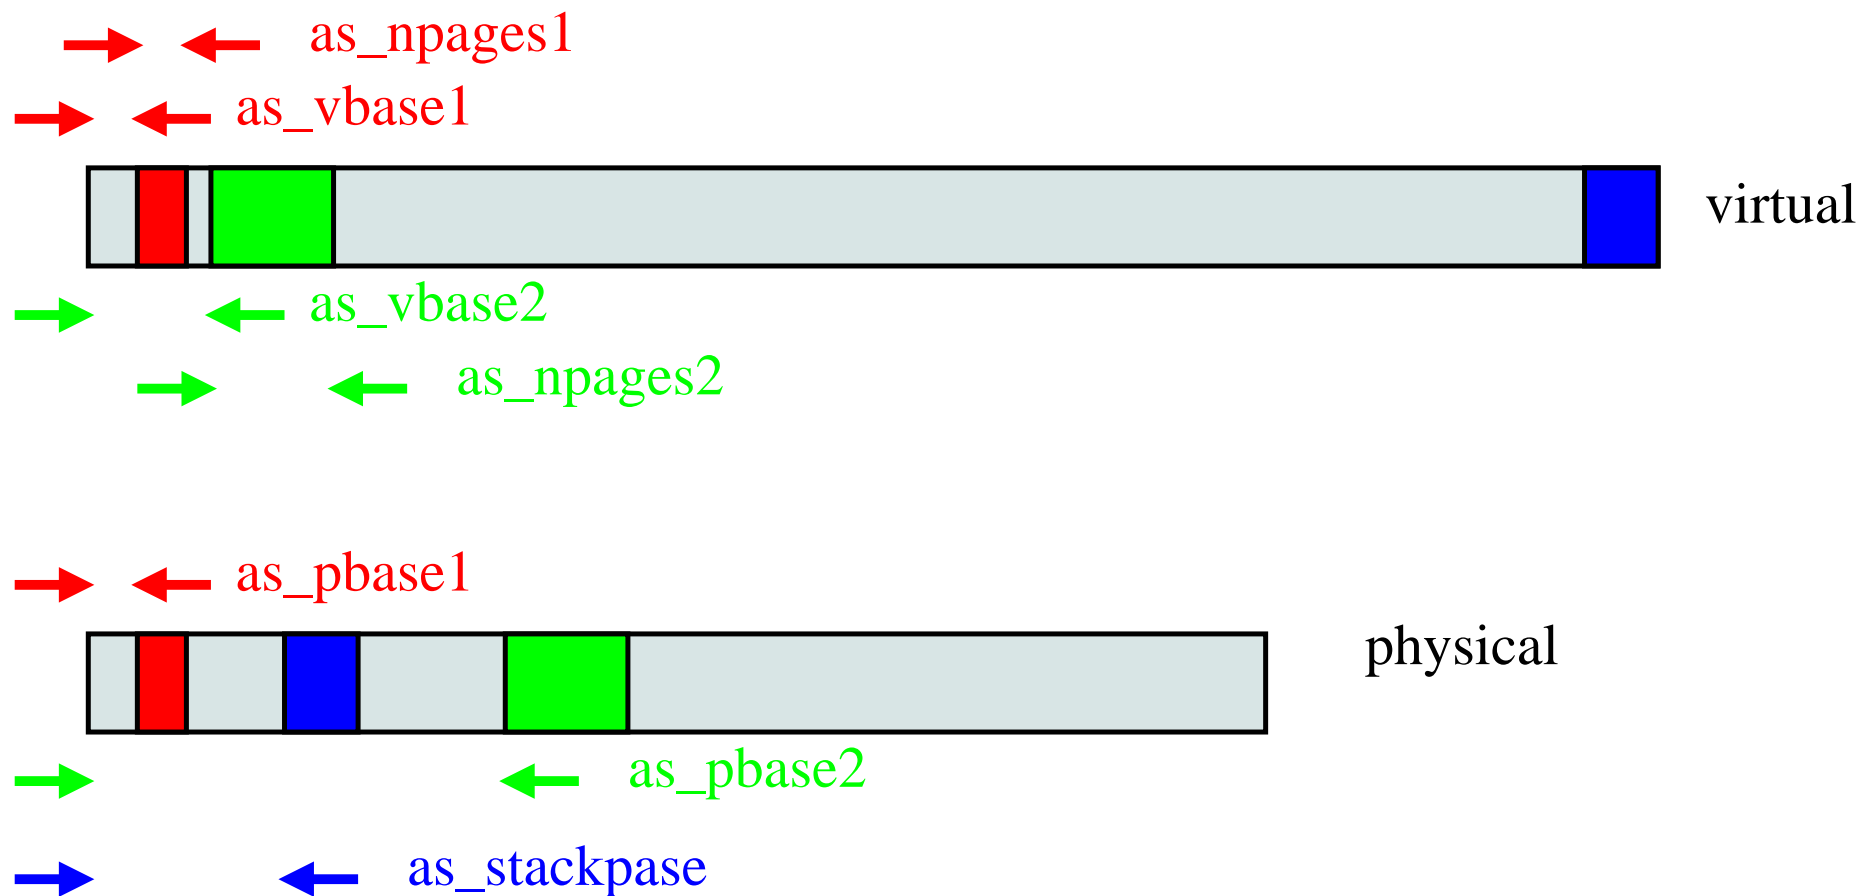 as_npages1
as_vbase1
virtual
as_vbase2
as_npages2
as_pbase1
physical
as_pbase2
as_stackpase